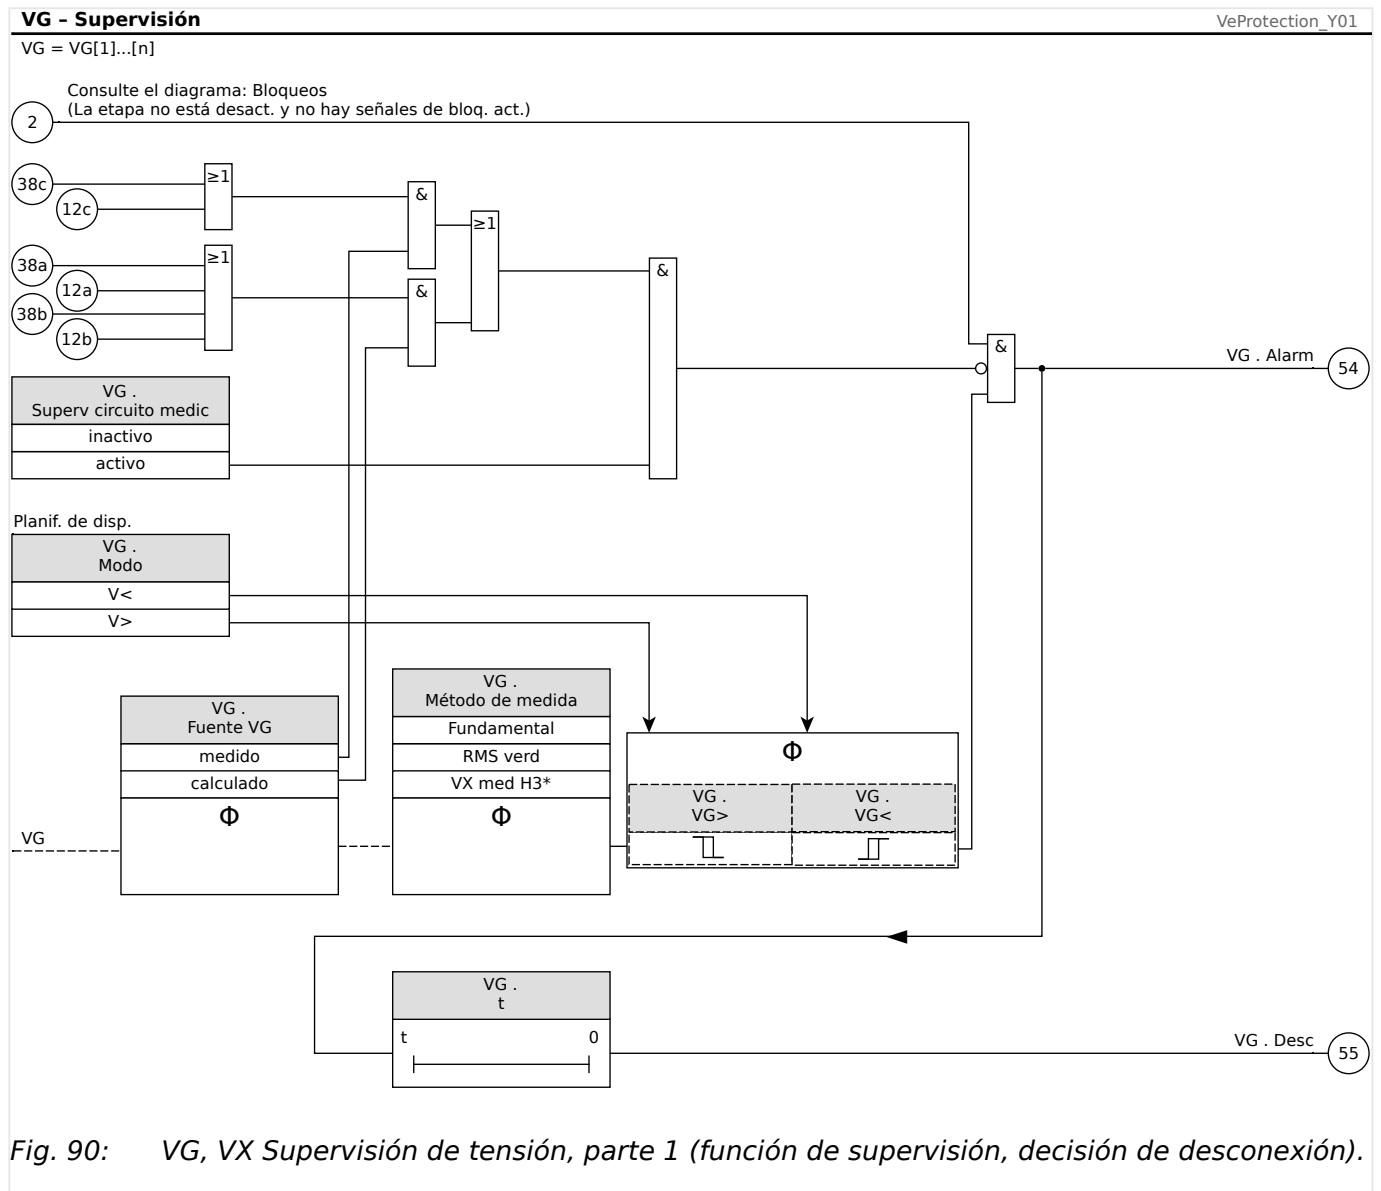 VG – Supervisión
VeProtection_Y01
VG = VG[1]...[n]
Consulte el diagrama: Bloqueos
(La etapa no está desact. y no hay señales de bloq. act.)
2
38c
12c
≥1
&
≥1
38a
12a
38b
12b
≥1
&
&
&
VG . Alarm
54
VG .
Superv circuito medic
inactivo
activo
Planif. de disp.
VG .
Modo
V<
V>
VG .
Fuente VG
medido
calculado
Φ
VG
VG .
Método de medida
Fundamental
RMS verd
VX med H3*
Φ
Φ
VG .
VG>
VG .
VG<
VG .
t
t
0
VG . Desc
55
Fig. 90: VG, VX Supervisión de tensión, parte 1 (función de supervisión, decisión de desconexión).